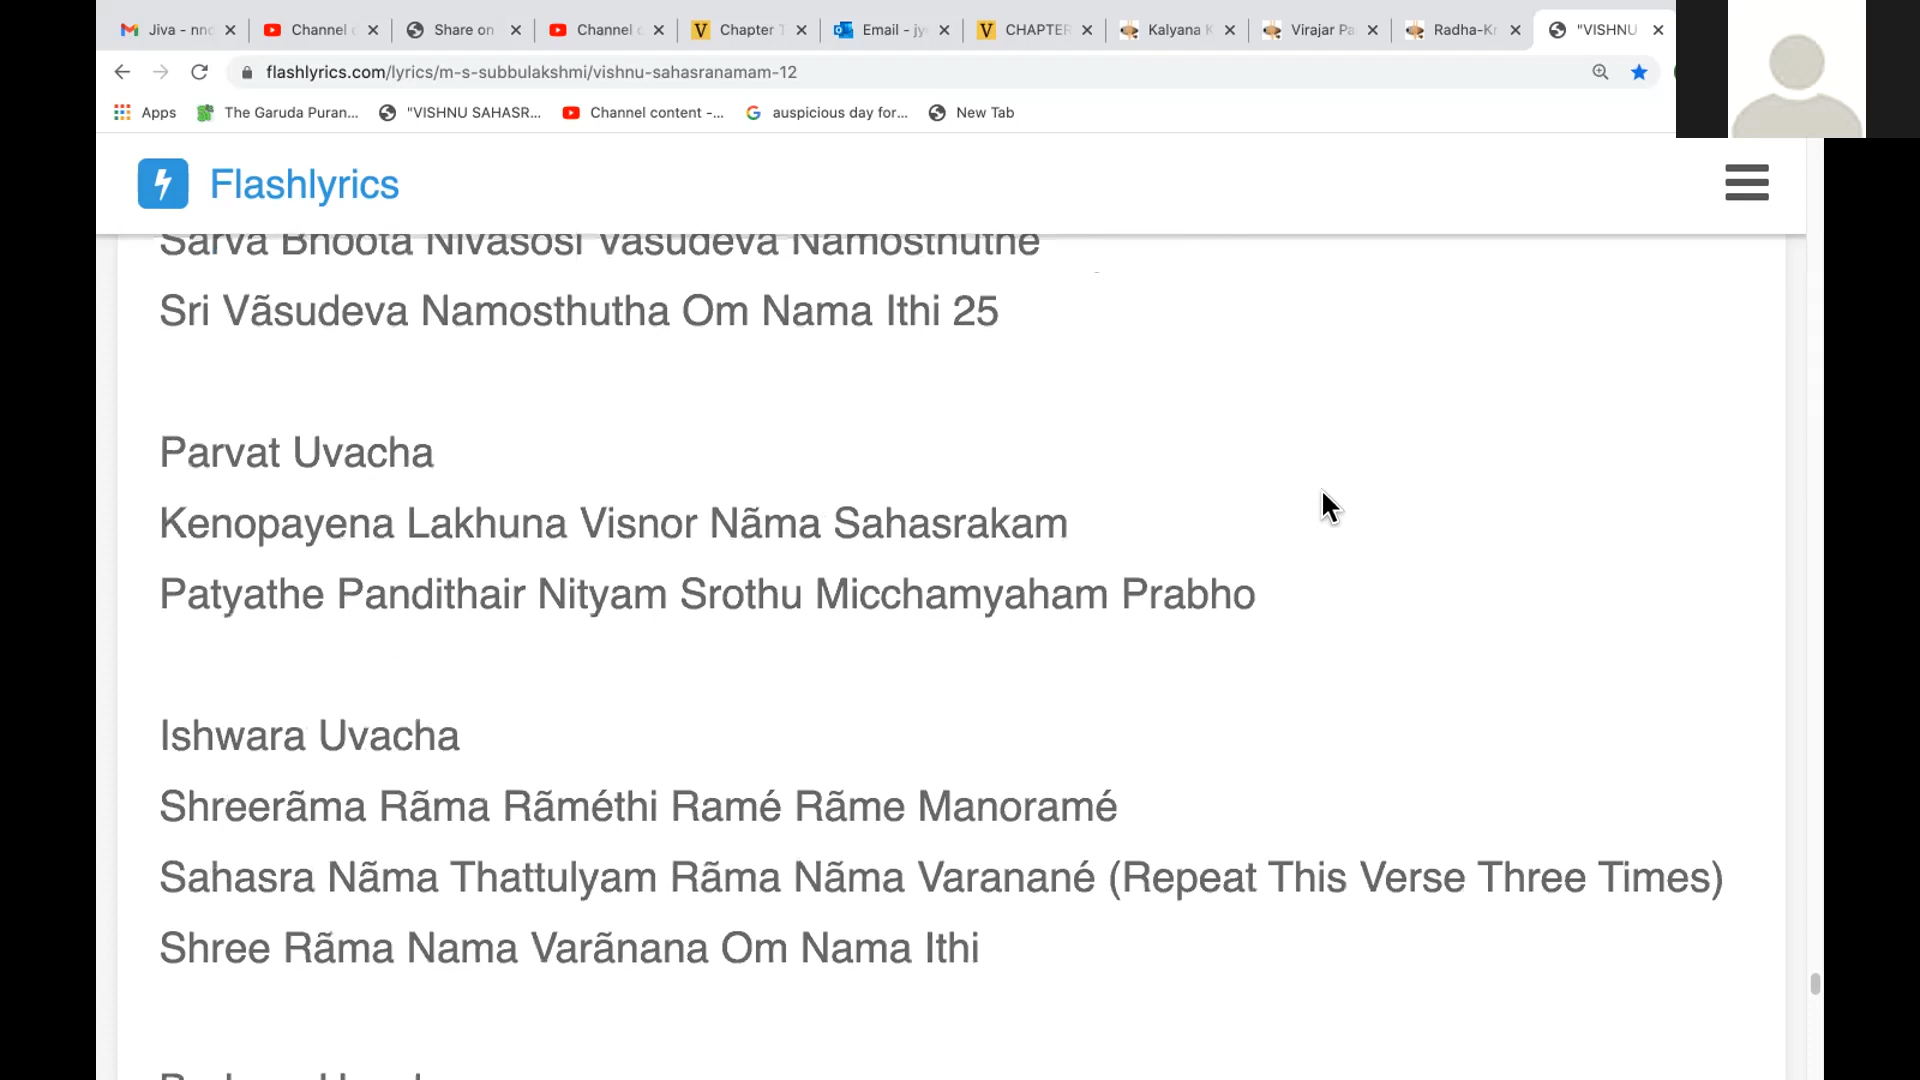 Jiva - nn
Channel
Share on
Channel
Chapter
Email - jy
CHAPTER
Kalyana K
Virajar Pa
Radha-Kr
"VISHNU
flashlyrics.com/lyrics/m-s-subbulakshmi/vishnu-sahasranamam-12
Apps
The Garuda Puran...
"VISHNU SAHASR...
Channel content -...
auspicious day for...
New Tab
Flashlyrics
Sarva Bhoota Nivasosi Vasudeva Namosthuthe
Sri Vãsudeva Namosthutha Om Nama Ithi 25
Parvat Uvacha
Kenopayena Lakhuna Visnor Nãma Sahasrakam
Patyathe Pandithair Nityam Srothu Micchamyaham Prabho
Ishwara Uvacha
Shreerãma Rãma Rãméthi Ramé Rãme Manoramé
Sahasra Nãma Thattulyam Rãma Nãma Varanané (Repeat This Verse Three Times)
Shree Rãma Nama Varãnana Om Nama Ithi